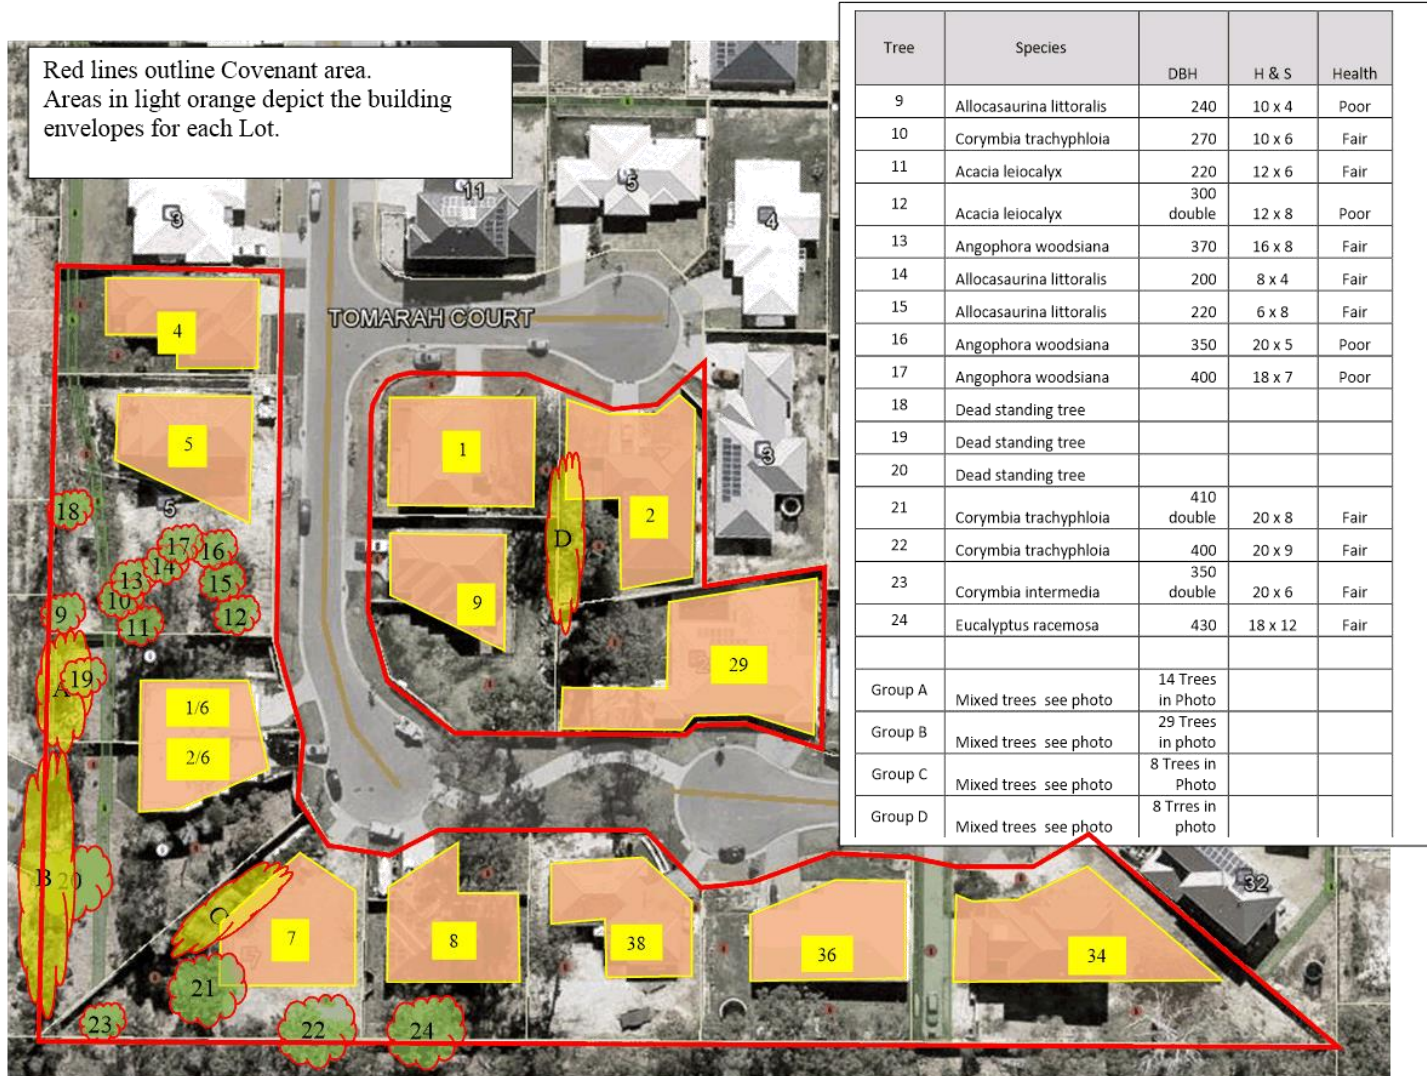 Red lines outline Covenant area.
Areas in light orange depict the building
envelopes for each Lot.
Tree Species DBH H & S Health
9 Allocasaurina littoralis 240 10 x 4 Poor
10 Corymbia trachyphloia 270 10 x 6 Fair
11 Acacia leiocalyx 220 12 x 6 Fair
12 Acacia leiocalyx 300 double 12 x 8 Poor
13 Angophora woodsiana 370 16 x 8 Fair
14 Allocasaurina littoralis 200 8 x 4 Fair
15 Allocasaurina littoralis 220 6 x 8 Fair
16 Angophora woodsiana 350 20 x 5 Poor
17 Angophora woodsiana 400 18 x 7 Poor
18 Dead standing tree
19 Dead standing tree
20 Dead standing tree
21 Corymbia trachyphloia 410 double 20 x 8 Fair
22 Corymbia trachyphloia 400 20 x 9 Fair
23 Corymbia intermedia 350 double 20 x 6 Fair
24 Eucalyptus racemosa 430 18 x 12 Fair
Group A Mixed trees see photo 14 Trees in Photo
Group B Mixed trees see photo 29 Trees in photo
Group C Mixed trees see photo 8 Trees in Photo
Group D Mixed trees see photo 8 Trres in photo
3
11
5
4
TOMARAH COURT
4
5
1
2
3
5
18
17
16
14
13
15
10
9
11
12
D
9
A
19
29
1/6
2/6
B
20
C
7
8
38
36
34
32
21
23
22
24